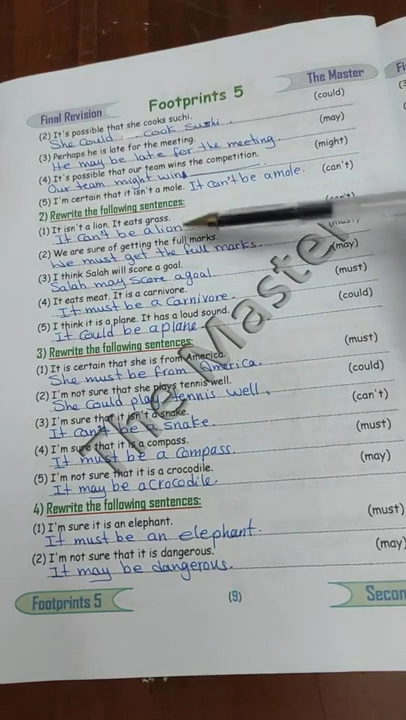 Final Revision
Footprints 5
The Master
(2) It's possible that she cooks suchi. (could)
She could cook sushi.
(3) Perhaps he is late for the meeting. (may)
He may be late for the meeting.
(4) It's possible that our team wins the competition. (might)
Our team might wins
(5) I'm certain that it isn't a mole. It can't be a mole. (can't)
2) Rewrite the following sentences:
(1) It isn't a lion. It eats grass. (can't)
It can't be a lion
(2) We are sure of getting the full marks. (must)
We must get the full marks.
(3) I think Salah will score a goal. (may)
Salah may score a goal.
(4) It eats meat. It is a carnivore. (must)
It must be a carnivore.
(5) I think it is a plane. It has a loud sound. (could)
It could be a plane
3) Rewrite the following sentences:
(1) It is certain that she is from America. (must)
She must be from America.
(2) I'm not sure that she plays tennis well. (could)
She could play tennis well.
(3) I'm sure that it isn't a snake. (can't)
It can't be a snake.
(4) I'm sure that it is a compass. (must)
It must be a compass.
(5) I'm not sure that it is a crocodile. (may)
It may be a crocodile.
4) Rewrite the following sentences:
(1) I'm sure it is an elephant. (must)
It must be an elephant.
(2) I'm not sure that it is dangerous. (may)
It may be dangerous.
The Master
Footprints 5
(9)
Secon